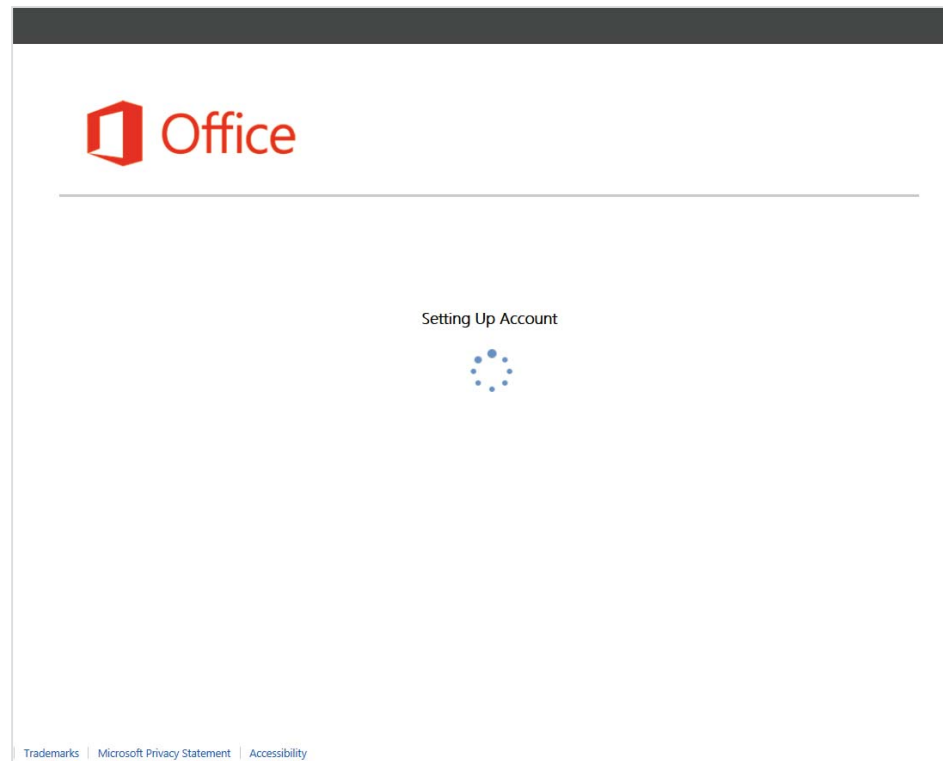 Office
Setting Up Account
Trademarks | Microsoft Privacy Statement | Accessibility